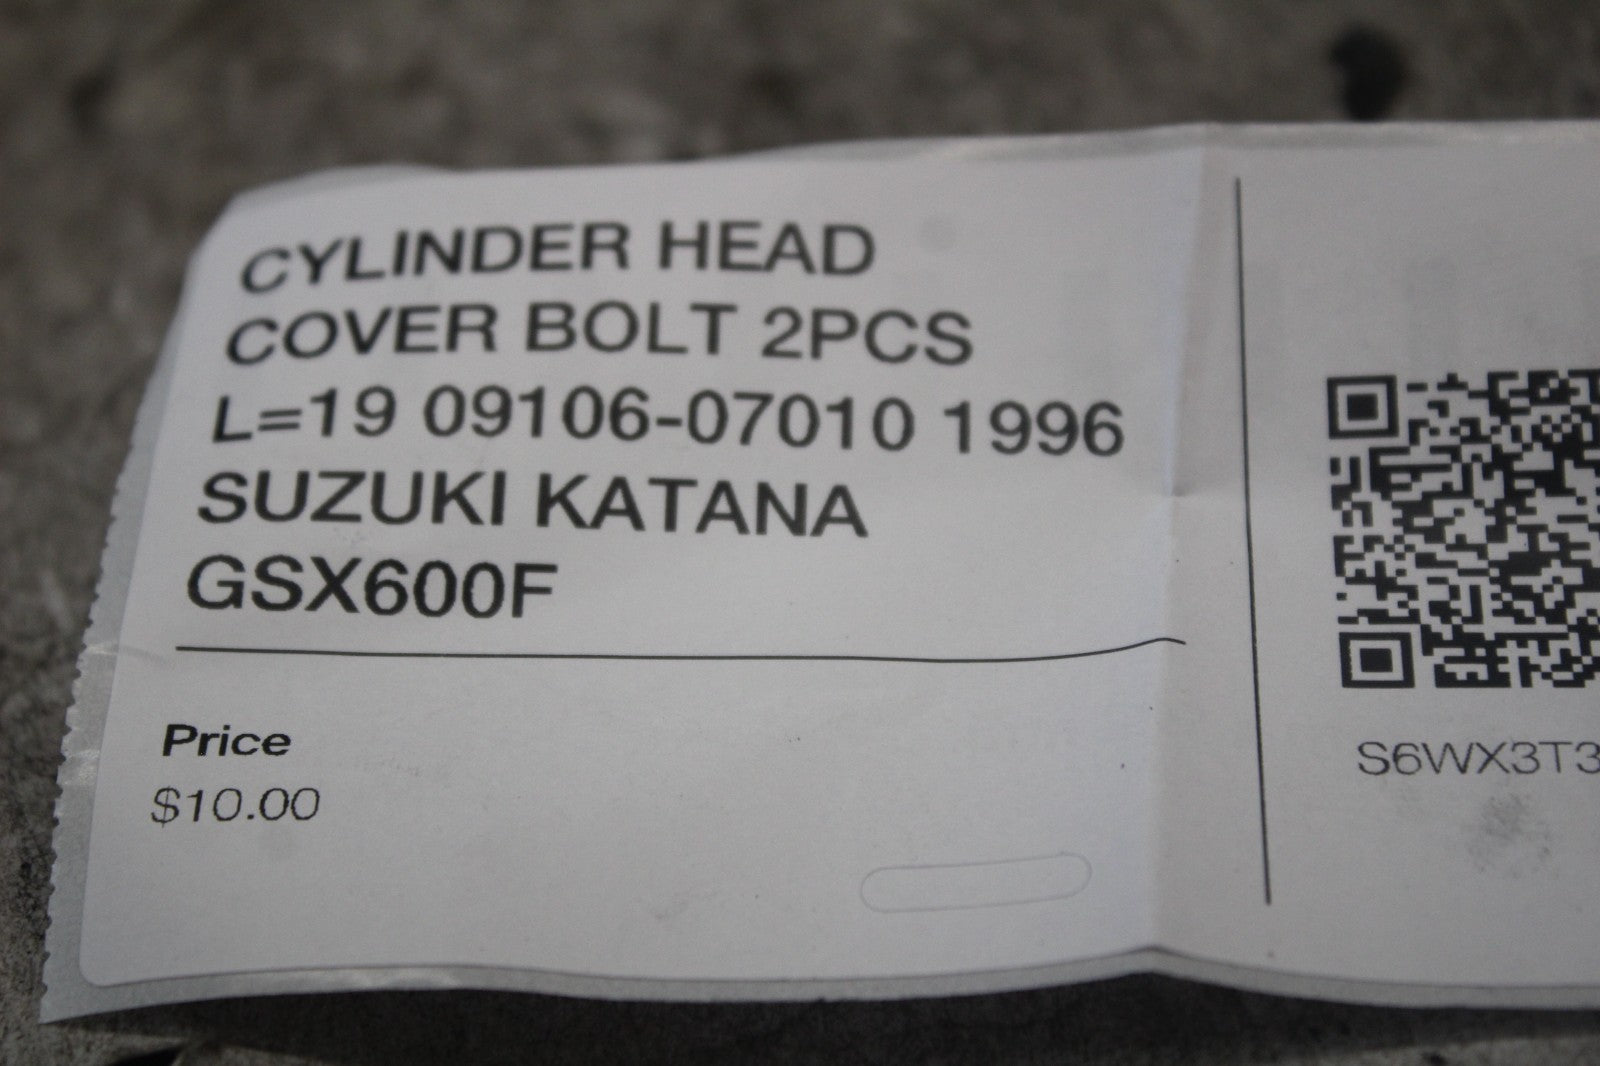 CYLINDER HEAD
COVER BOLT 2PCS
L=19 09106-07010 1996
SUZUKI KATANA
GSX600F
Price
$10.00
S6WX3T3